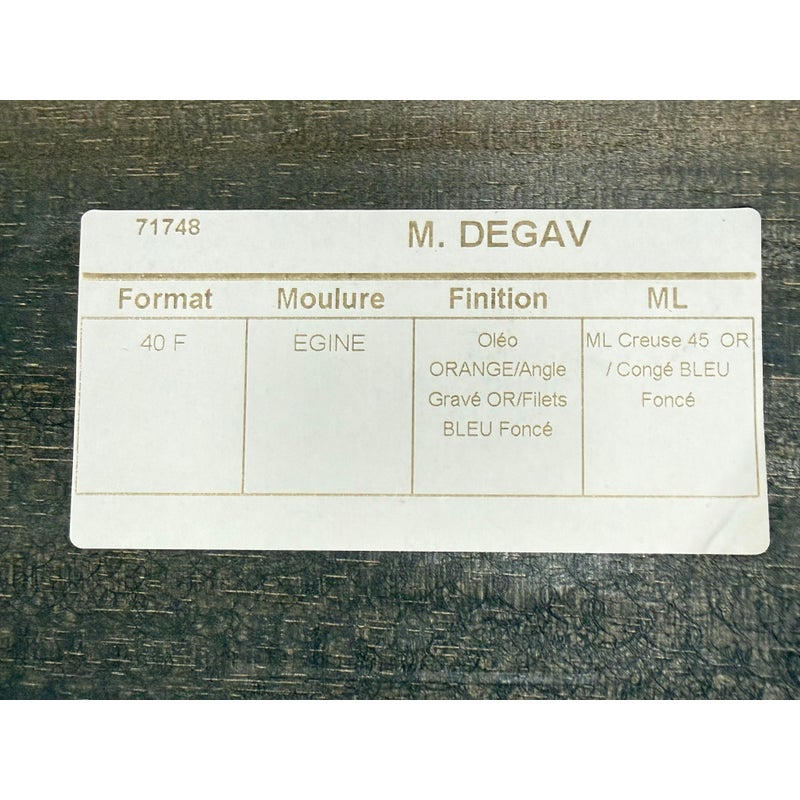 71748 M. DEGAV
Format Moulure Finition ML
40 F EGINE Oléo ML Creuse 45 OR
ORANGE/Angle / Congé BLEU
Gravé OR/Filets Foncé
BLEU Foncé